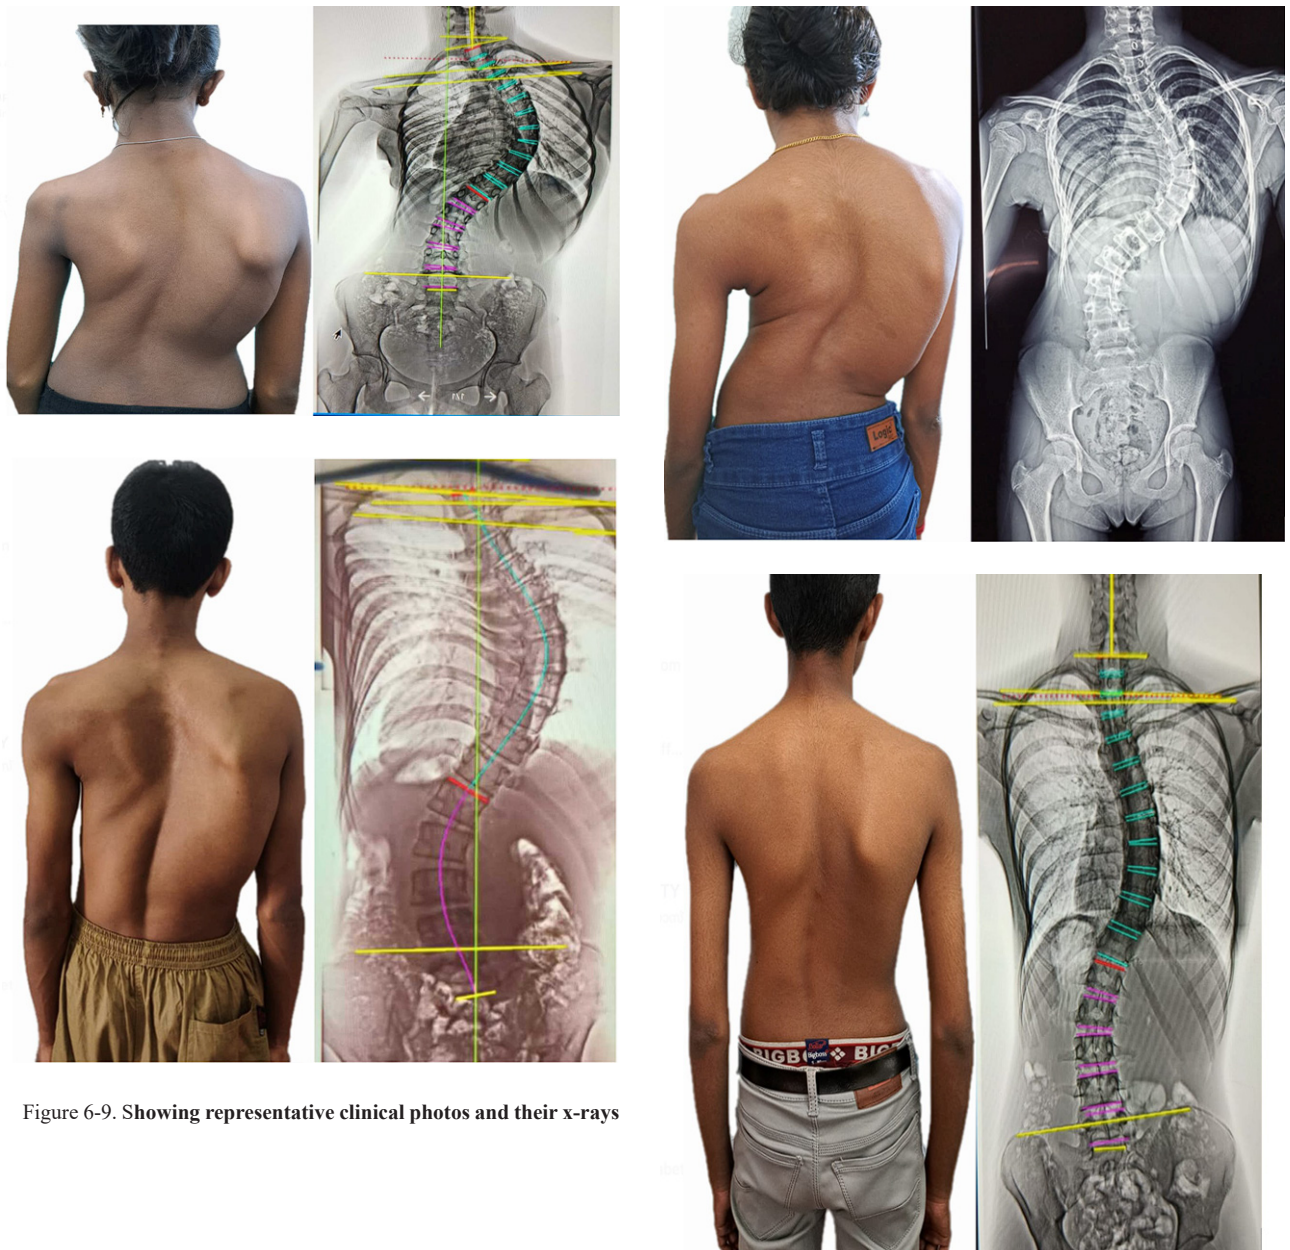 Logic
BIGB
Bigboss
BIG
Figure 6-9. Showing representative clinical photos and their x-rays